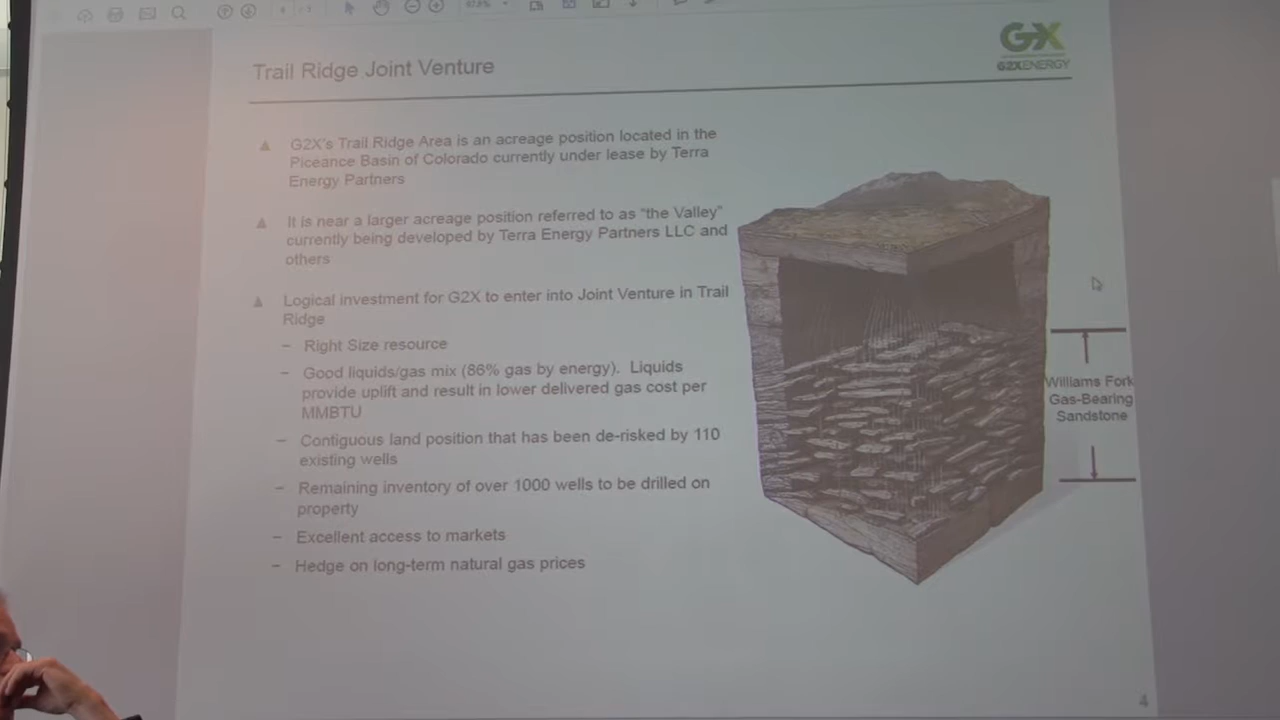 Trail Ridge Joint Venture
GX
G2XENERGY
G2X's Trail Ridge Area is an acreage position located in the
Piceance Basin of Colorado currently under lease by Terra
Energy Partners
It is near a larger acreage position referred to as "the Valley"
currently being developed by Terra Energy Partners LLC and
others
Logical investment for G2X to enter into Joint Venture in Trail
Ridge
– Right Size resource
– Good liquids/gas mix (86% gas by energy). Liquids
provide uplift and result in lower delivered gas cost per
MMBTU
– Contiguous land position that has been de-risked by 110
existing wells
– Remaining inventory of over 1000 wells to be drilled on
property
– Excellent access to markets
– Hedge on long-term natural gas prices
Williams Fork
Gas-Bearing
Sandstone
4